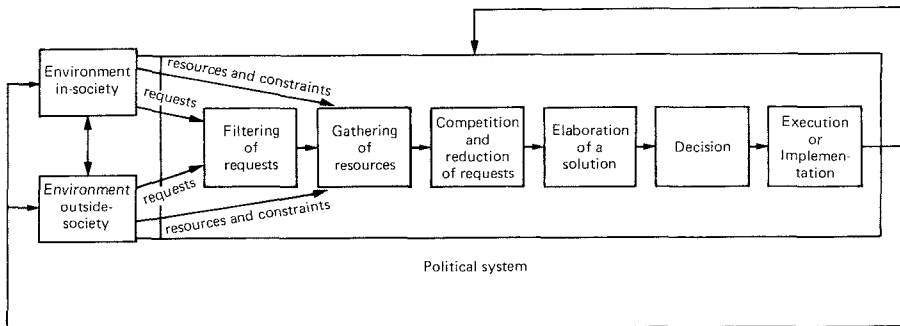 Environment
in-society
resources and constraints
requests
Filtering
of
requests
Gathering
of
resources
Competition
and
reduction
of requests
Elaboration
of a
solution
Decision
Execution
or
Implemen-
tation
Environment
outside-
society
requests
resources and constraints
Political system